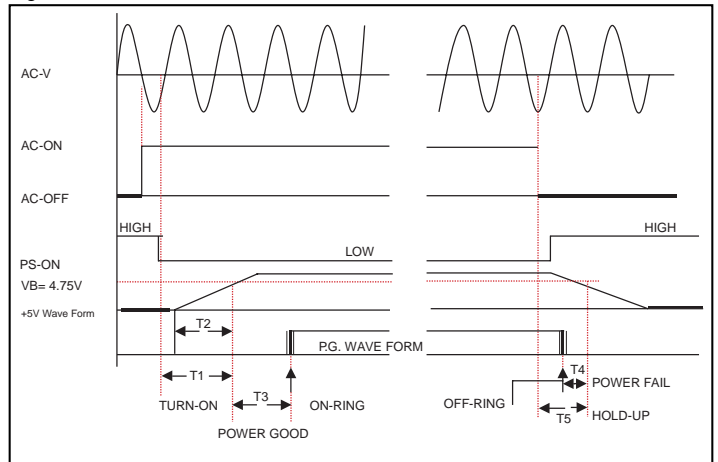 AC-V
AC-ON
AC-OFF
HIGH HIGH
LOW
PS-ON
VB= 4.75V
+5V Wave Form
T2
P.G. WAVE FORM
T1 T4
T3 POWER FAIL
TURN-ON ON-RING OFF-RING
T5 HOLD-UP
POWER GOOD